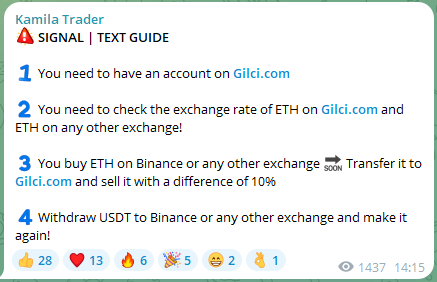 Kamila Trader
⚠️ SIGNAL | TEXT GUIDE
1 You need to have an account on Gilci.com
2 You need to check the exchange rate of ETH on Gilci.com and
ETH on any other exchange!
3 You buy ETH on Binance or any other exchange 🔜 Transfer it to
Gilci.com and sell it with a difference of 10%
4 Withdraw USDT to Binance or any other exchange and make it
again!
👍 28 ❤️ 13 🔥 6 🎉 5 😁 2 👌 1 1437 14:15